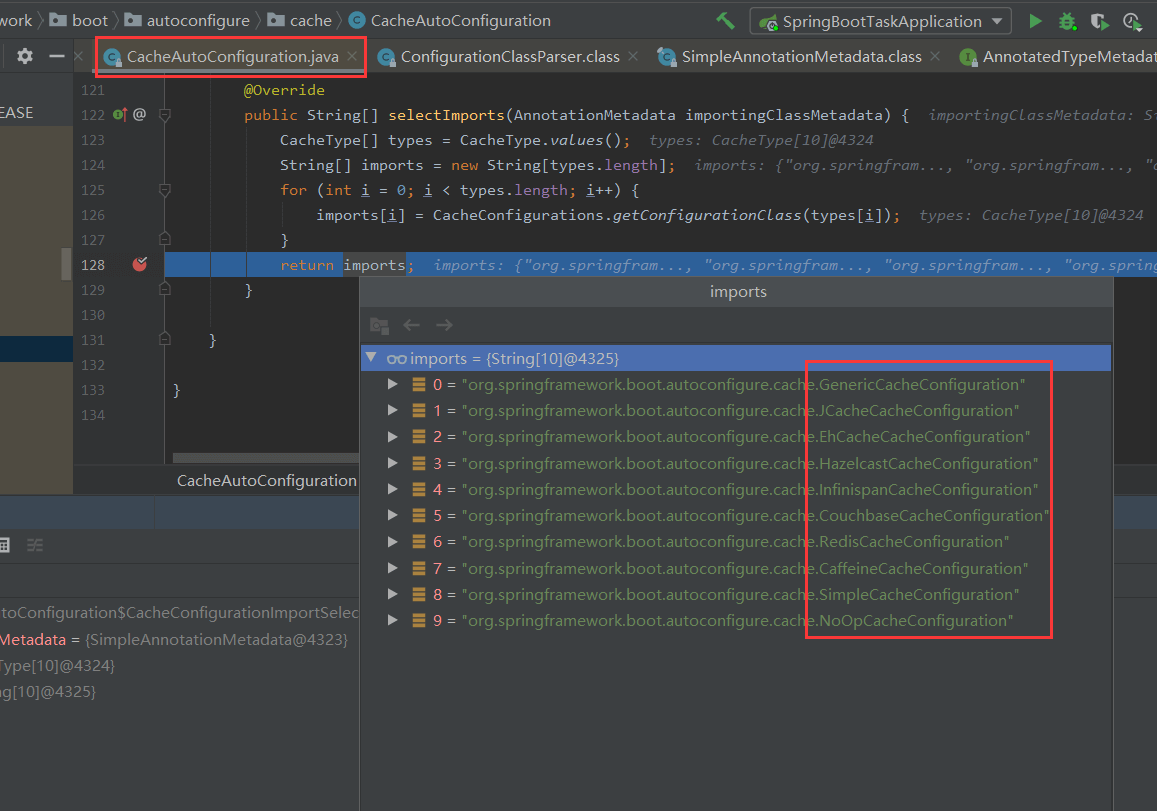 work boot autoconfigure cache CacheAutoConfiguration SpringBootTaskApplication
CacheAutoConfiguration.java ConfigurationClassParser.class SimpleAnnotationMetadata.class AnnotatedTypeMetadat
EASE
121 @Override
122 @ public String[] selectImports(AnnotationMetadata importingClassMetadata) { importingClassMetadata: S
123 CacheType[] types = CacheType.values(); types: CacheType[10]@4324
124 String[] imports = new String[types.length]; imports: {"org.springfram..., "org.springfram..., "o
125 for (int i = 0; i < types.length; i++) {
126 imports[i] = CacheConfigurations.getConfigurationClass(types[i]); types: CacheType[10]@4324
127 }
128 return imports; imports: {"org.springfram..., "org.springfram..., "org.springfram..., "org.spring
129 }
130
131 }
132
133 }
134
imports
imports = {String[10]@4325}
0 = "org.springframework.boot.autoconfigure.cache.GenericCacheConfiguration"
1 = "org.springframework.boot.autoconfigure.cache.JCacheCacheConfiguration"
2 = "org.springframework.boot.autoconfigure.cache.EhCacheCacheConfiguration"
3 = "org.springframework.boot.autoconfigure.cache.HazelcastCacheConfiguration"
4 = "org.springframework.boot.autoconfigure.cache.InfinispanCacheConfiguration"
5 = "org.springframework.boot.autoconfigure.cache.CouchbaseCacheConfiguration"
6 = "org.springframework.boot.autoconfigure.cache.RedisCacheConfiguration"
7 = "org.springframework.boot.autoconfigure.cache.CaffeineCacheConfiguration"
8 = "org.springframework.boot.autoconfigure.cache.SimpleCacheConfiguration"
9 = "org.springframework.boot.autoconfigure.cache.NoOpCacheConfiguration"
CacheAutoConfiguration
toConfiguration$CacheConfigurationImportSelec
Metadata = {SimpleAnnotationMetadata@4323}
Type[10]@4324}
ng[10]@4325}